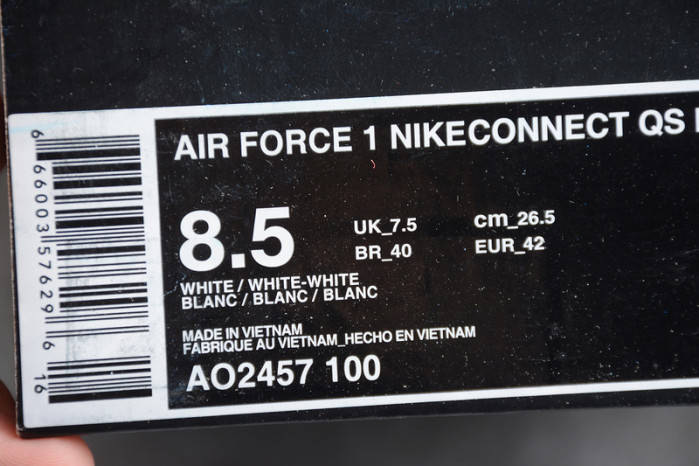 AIR FORCE 1 NIKECONNECT QS
8.5
UK_7.5
cm_26.5
BR_40
EUR_42
WHITE / WHITE-WHITE
BLANC / BLANC / BLANC
MADE IN VIETNAM
FABRIQUE AU VIETNAM_HECHO EN VIETNAM
AO2457 100
6 66003 57629 6 16